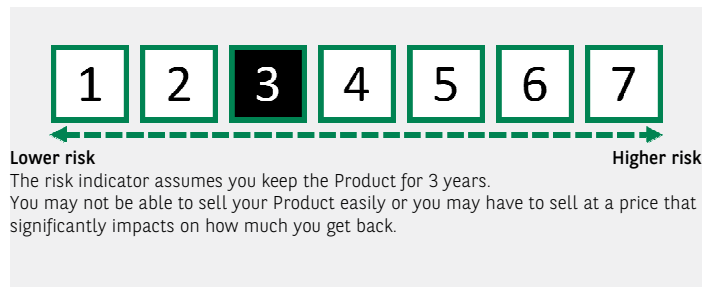 1 2 3 4 5 6 7
Lower risk Higher risk
The risk indicator assumes you keep the Product for 3 years.
You may not be able to sell your Product easily or you may have to sell at a price that
significantly impacts on how much you get back.